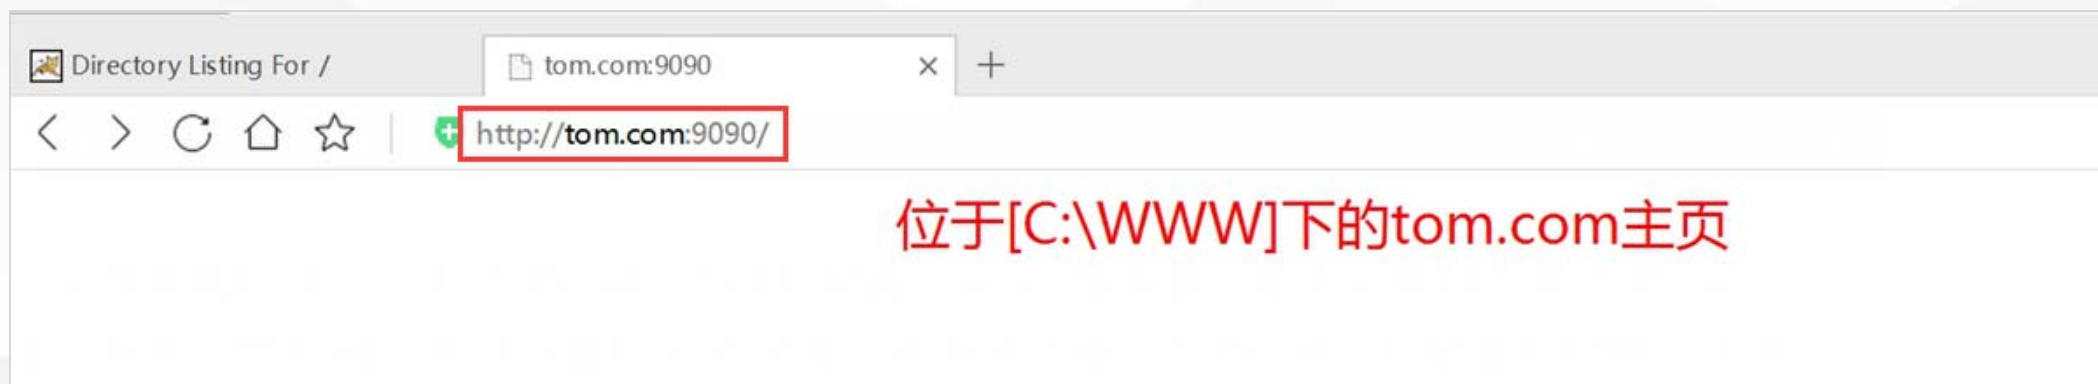 Directory Listing For /
tom.com:9090
http://tom.com:9090/
位于[C:\WWW]下的tom.com主页